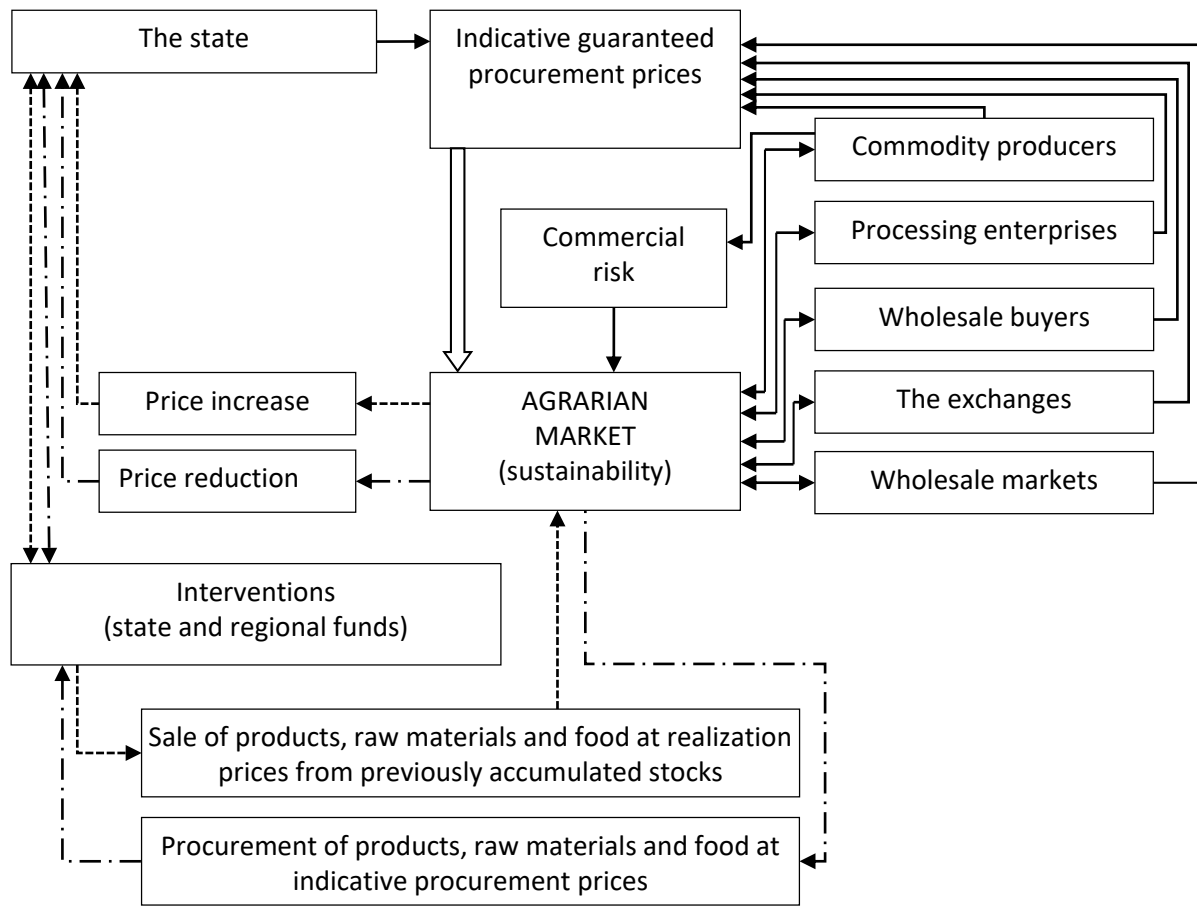 The state
Indicative guaranteed
procurement prices
Commodity producers
Commercial
risk
Processing enterprises
Wholesale buyers
Price increase
AGRARIAN
MARKET
(sustainability)
The exchanges
Price reduction
Wholesale markets
Interventions
(state and regional funds)
Sale of products, raw materials and food at realization
prices from previously accumulated stocks
Procurement of products, raw materials and food at
indicative procurement prices